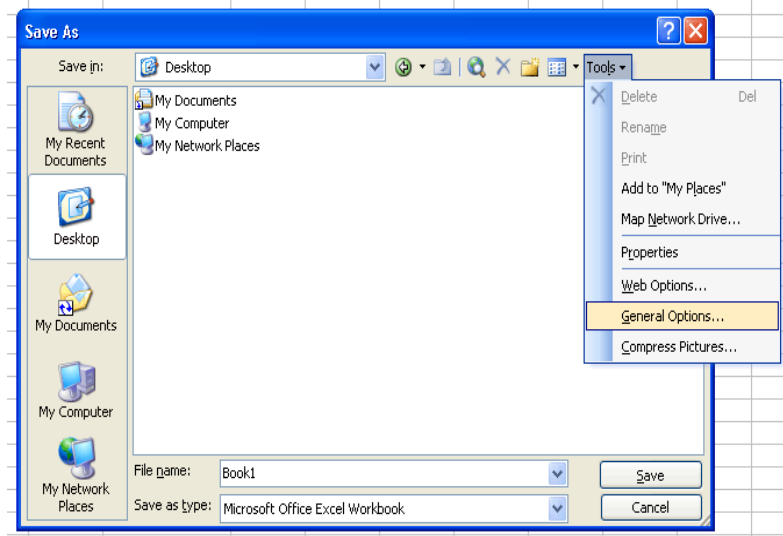 Save As
Save in:
Desktop
Tools
My Documents
My Computer
My Network Places
My Recent
Documents
Desktop
My Documents
My Computer
My Network
Places
Delete Del
Rename
Print
Add to "My Places"
Map Network Drive...
Properties
Web Options...
General Options...
Compress Pictures...
File name: Book1
Save
Save as type: Microsoft Office Excel Workbook
Cancel